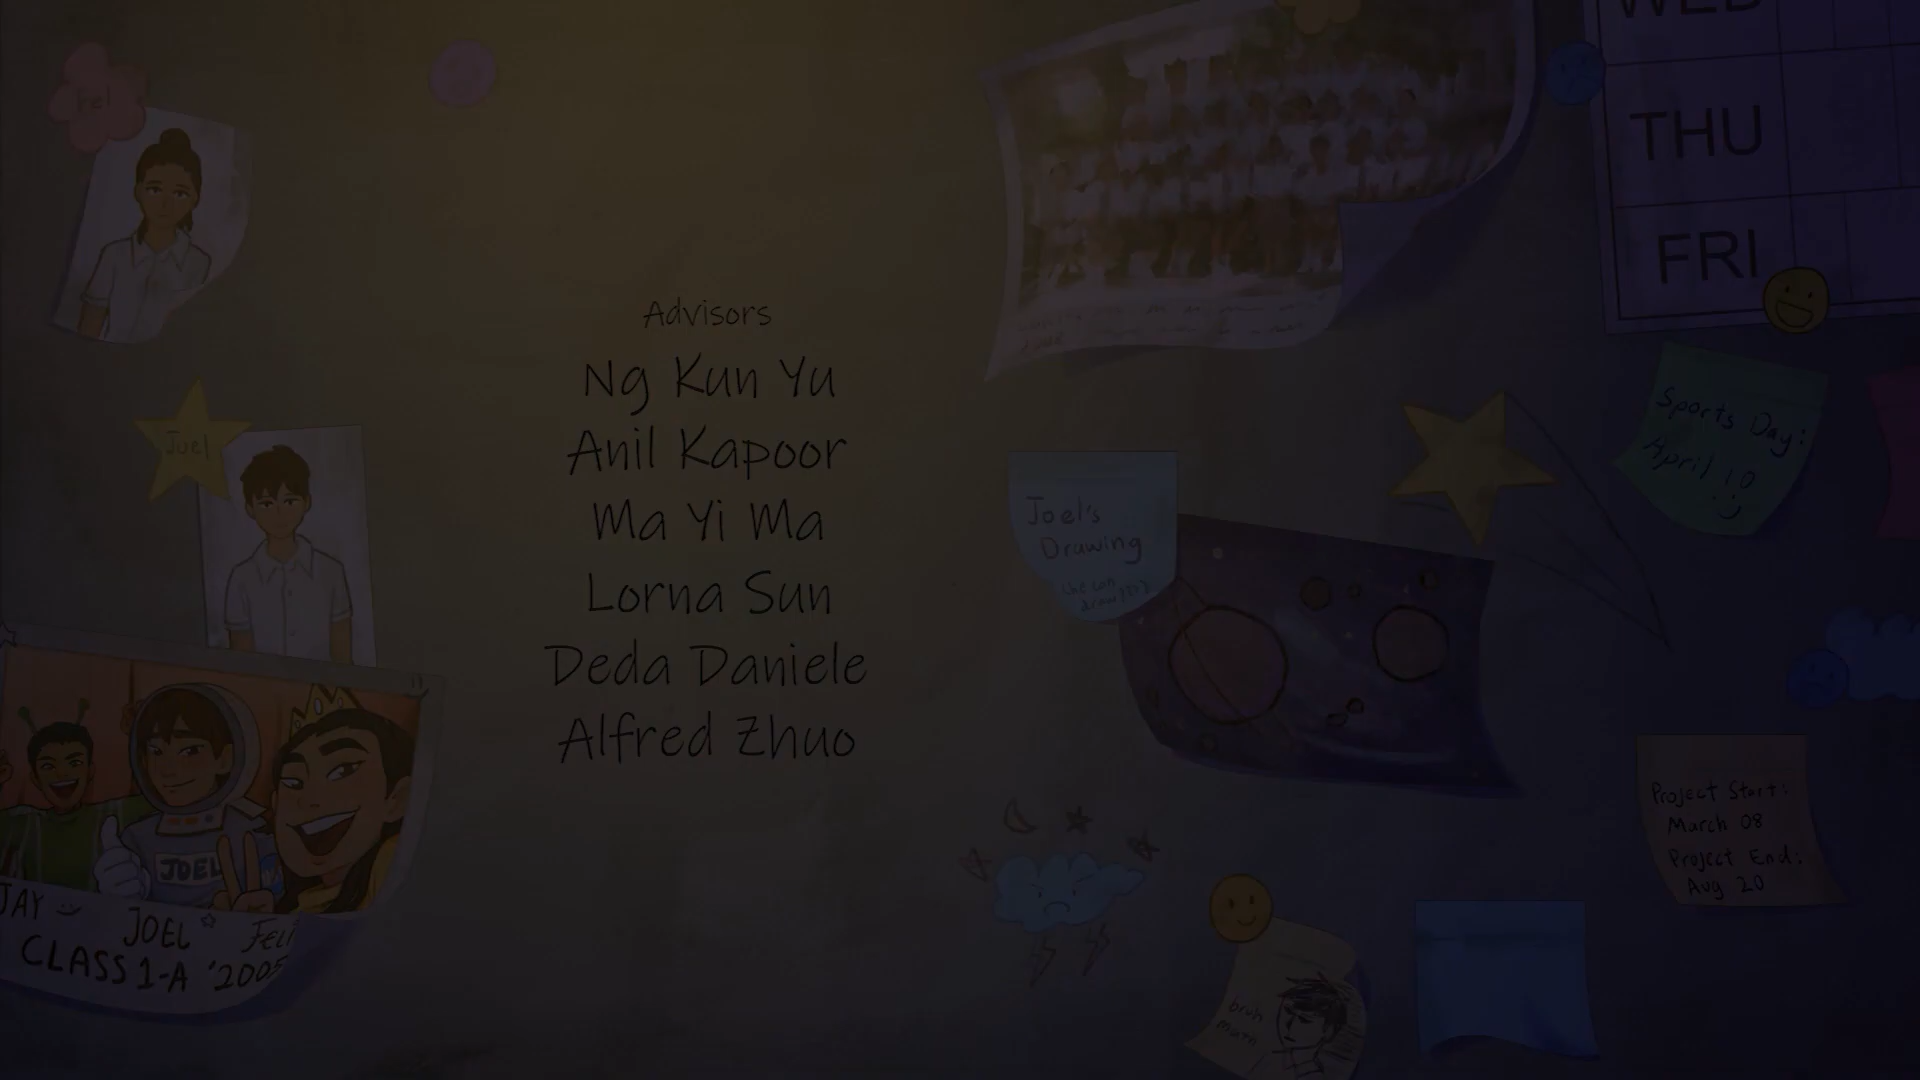 Advisors
Ng Kun Yu
Anil Kapoor
Ma Yi Ma
Lorna Sun
Deda Daniele
Alfred Zhuo
Joel
JOEL
JAY
JOEL
CLASS 1-A '2005
WED
THU
FRI
Sports Day:
April 10
Joel's
Drawing
Project Start:
March 08
Project End:
Aug 20
bruh